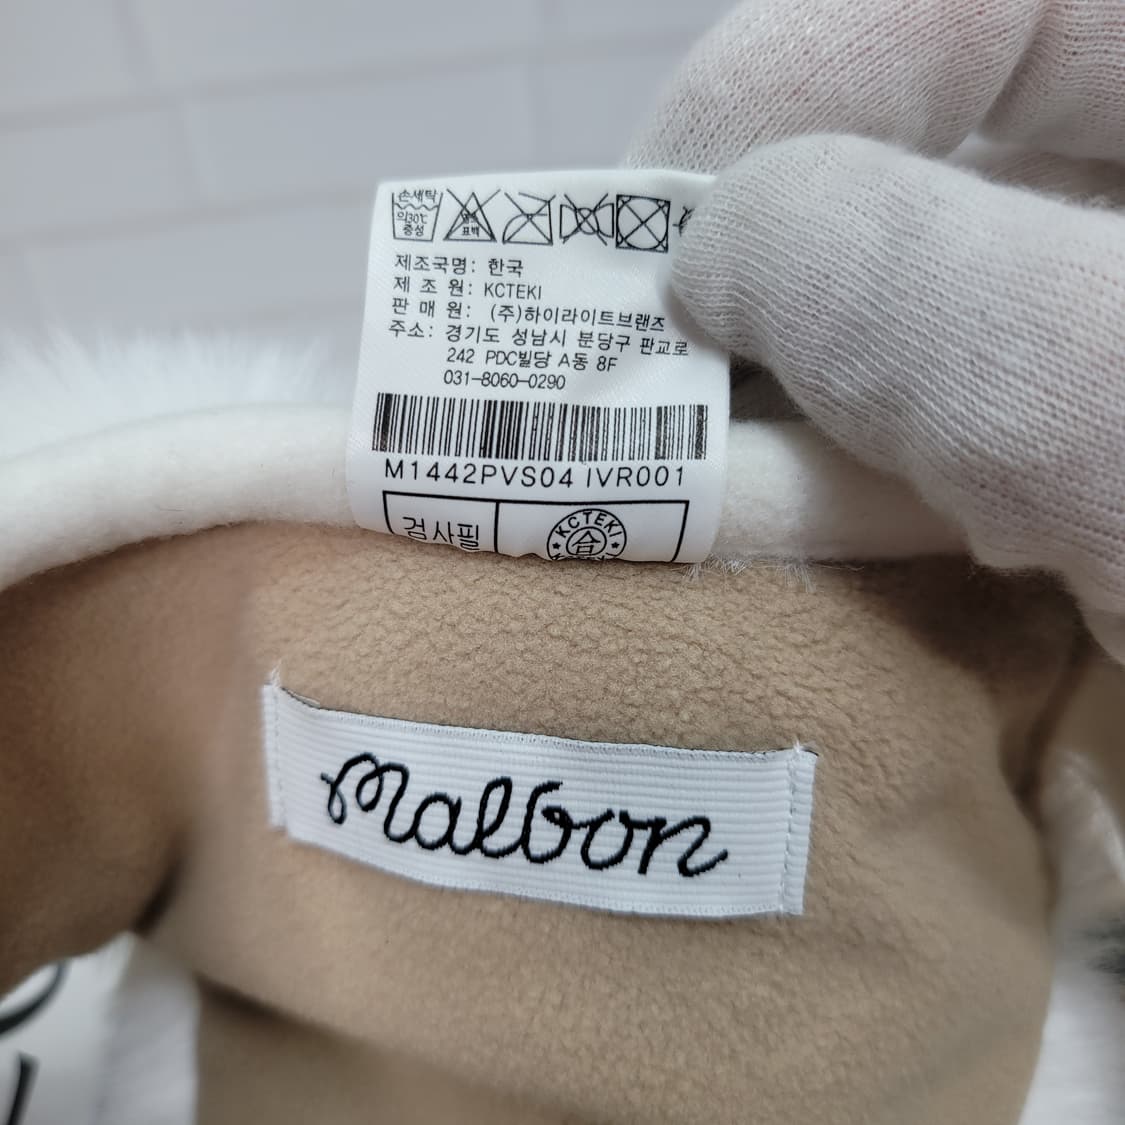 손세탁
약30℃
중성
염소
표백
제조국명: 한국
제 조 원: KCTEKI
판 매 원: (주)하이라이트브랜즈
주소: 경기도 성남시 분당구 판교로
242 PDC빌딩 A동 8F
031-8060-0290
M1442PVS04 IVR001
검사필
★ KCTEKI ★
合
Malbon